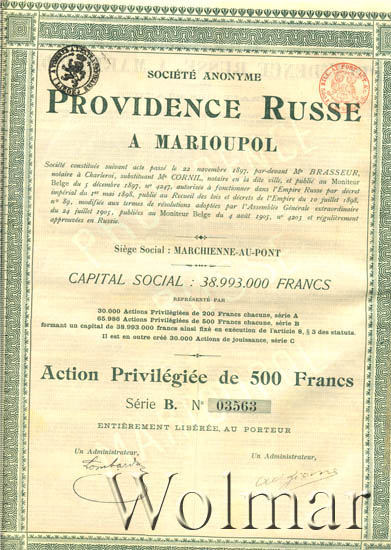 SOCIÉTÉ ANONYME
PROVIDENCE RUSSE
A MARIOUPOL
Société constituée suivant acte passé le 22 novembre 1897, par-devant Me BRASSEUR,
notaire à Charleroi, substituant Me CORNIL, notaire en la dite ville, et publié au Moniteur
Belge du 5 décembre 1897, no 4247, autorisée à fonctionner dans l'Empire Russe par décret
impérial du 1er mai 1898, publié au Recueil des lois et décrets de l'Empire du 10 juillet 1898,
no 89, modifiée aux termes de résolutions adoptées par l'Assemblée Générale extraordinaire
du 24 juillet 1905, publiées au Moniteur Belge du 4 août 1905, no 4203 et régulièrement
approuvées en Russie.
Siège Social : MARCHIENNE-AU-PONT
CAPITAL SOCIAL : 38.993.000 FRANCS
REPRÉSENTÉ PAR
30.000 Actions Privilégiées de 200 Francs chacune, série A
65.986 Actions Privilégiées de 500 Francs chacune, série B
formant un capital de 38.993.000 francs ainsi fixé en exécution de l'article 8, § 3 des statuts.
Il est en outre créé 30.000 Actions de jouissance, série C
Action Privilégiée de 500 Francs
Série B. No 03563
ENTIÈREMENT LIBÉRÉE, AU PORTEUR
Un Administrateur,
Un Administrateur,
Wolmar